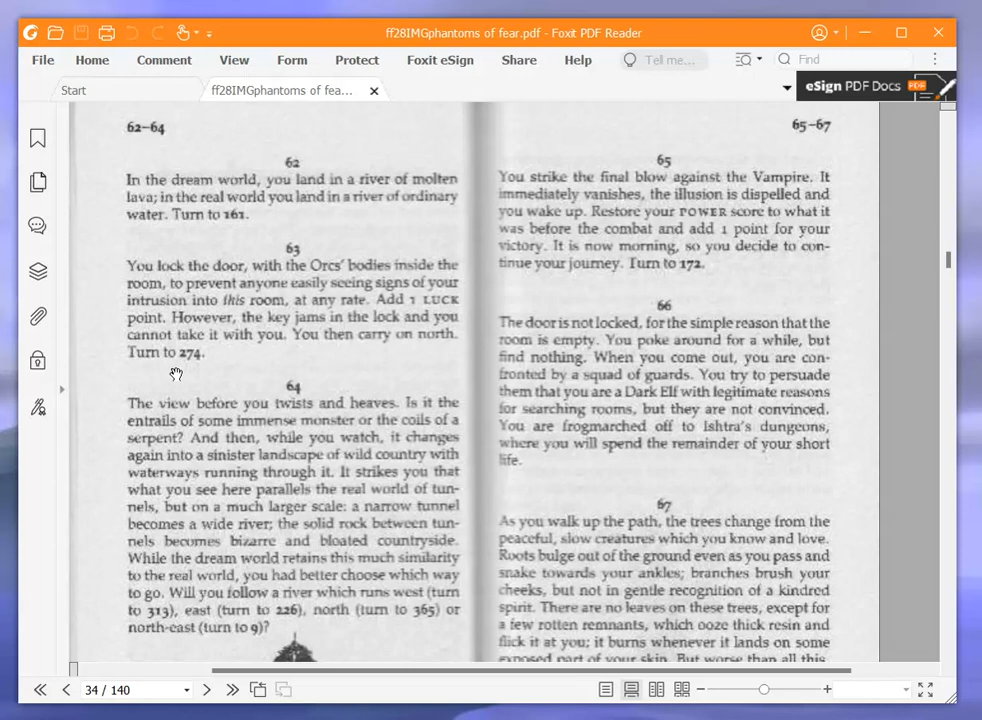 ff28IMGphantoms of fear.pdf - Foxit PDF Reader
File Home Comment View Form Protect Foxit eSign Share Help Tell me... Find
Start ff28IMGphantoms of fear.... eSign PDF Docs PDF
62–64
62
In the dream world, you land in a river of molten
lava; in the real world you land in a river of ordinary
water. Turn to 161.
63
You lock the door, with the Orcs' bodies inside the
room, to prevent anyone easily seeing signs of your
intrusion into this room, at any rate. Add 1 LUCK
point. However, the key jams in the lock and you
cannot take it with you. You then carry on north.
Turn to 274.
64
The view before you twists and heaves. Is it the
entrails of some immense monster or the coils of a
serpent? And then, while you watch, it changes
again into a sinister landscape of wild country with
waterways running through it. It strikes you that
what you see here parallels the real world of tun-
nels, but on a much larger scale: a narrow tunnel
becomes a wide river; the solid rock between tun-
nels becomes bizarre and bloated countryside.
While the dream world retains this much similarity
to the real world, you had better choose which way
to go. Will you follow a river which runs west (turn
to 313), east (turn to 226), north (turn to 365) or
north-east (turn to 9)?
65–67
65
You strike the final blow against the Vampire. It
immediately vanishes, the illusion is dispelled and
you wake up. Restore your POWER score to what it
was before the combat and add 1 point for your
victory. It is now morning, so you decide to con-
tinue your journey. Turn to 172.
66
The door is not locked, for the simple reason that the
room is empty. You poke around for a while, but
find nothing. When you come out, you are con-
fronted by a squad of guards. You try to persuade
them that you are a Dark Elf with legitimate reasons
for searching rooms, but they are not convinced.
You are frogmarched off to Ishtra's dungeons,
where you will spend the remainder of your short
life.
67
As you walk up the path, the trees change from the
peaceful, slow creatures which you know and love.
Roots bulge out of the ground even as you pass and
snake towards your ankles; branches brush your
cheeks, but not in gentle recognition of a kindred
spirit. There are no leaves on these trees, except for
a few rotten remnants, which ooze thick resin and
flick it at you; it burns whenever it lands on some
exposed part of your skin. But worse than all this,
34 / 140